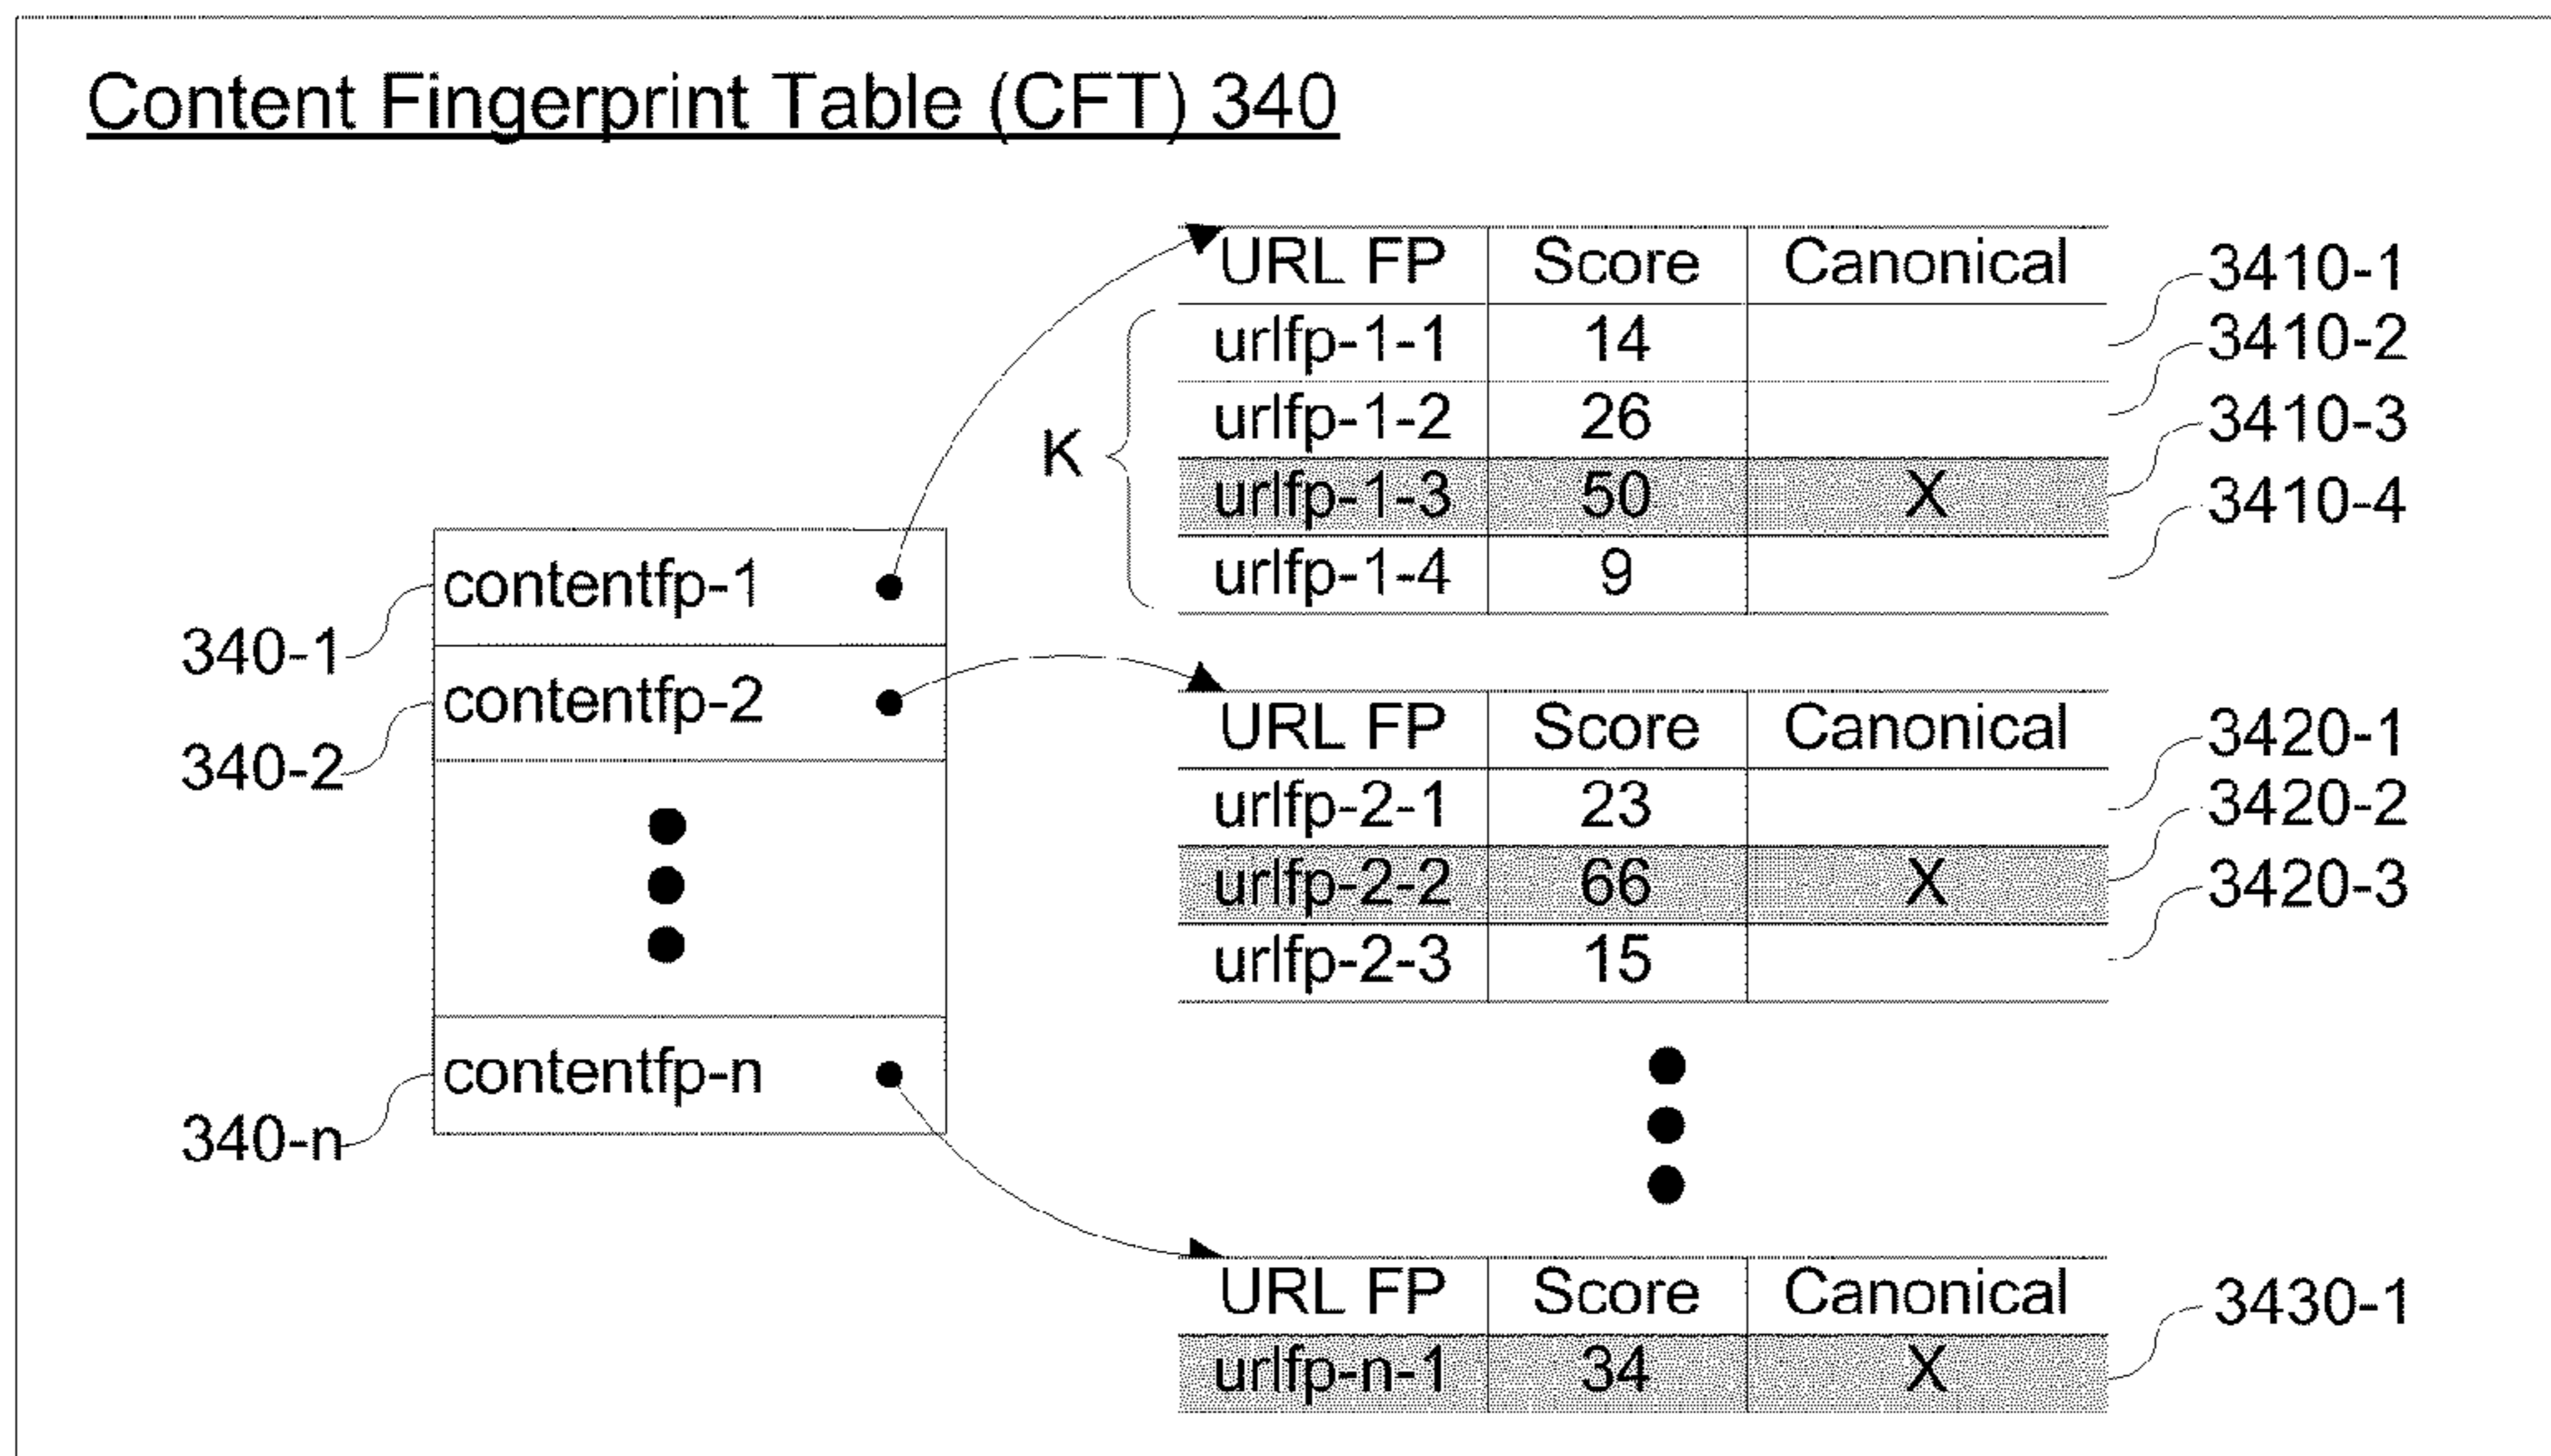 Content Fingerprint Table (CFT) 340
URL FP Score Canonical
urlfp-1-1 14
urlfp-1-2 26
urlfp-1-3 50 X
urlfp-1-4 9
K
3410-1
3410-2
3410-3
3410-4
contentfp-1
340-1
contentfp-2
340-2
contentfp-n
340-n
URL FP Score Canonical
urlfp-2-1 23
urlfp-2-2 66 X
urlfp-2-3 15
3420-1
3420-2
3420-3
URL FP Score Canonical
urlfp-n-1 34 X
3430-1